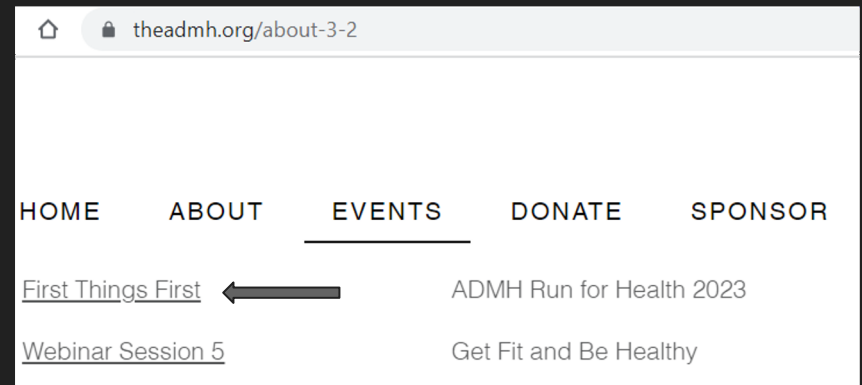 theadmh.org/about-3-2
HOME ABOUT EVENTS DONATE SPONSOR
First Things First ADMH Run for Health 2023
Webinar Session 5 Get Fit and Be Healthy